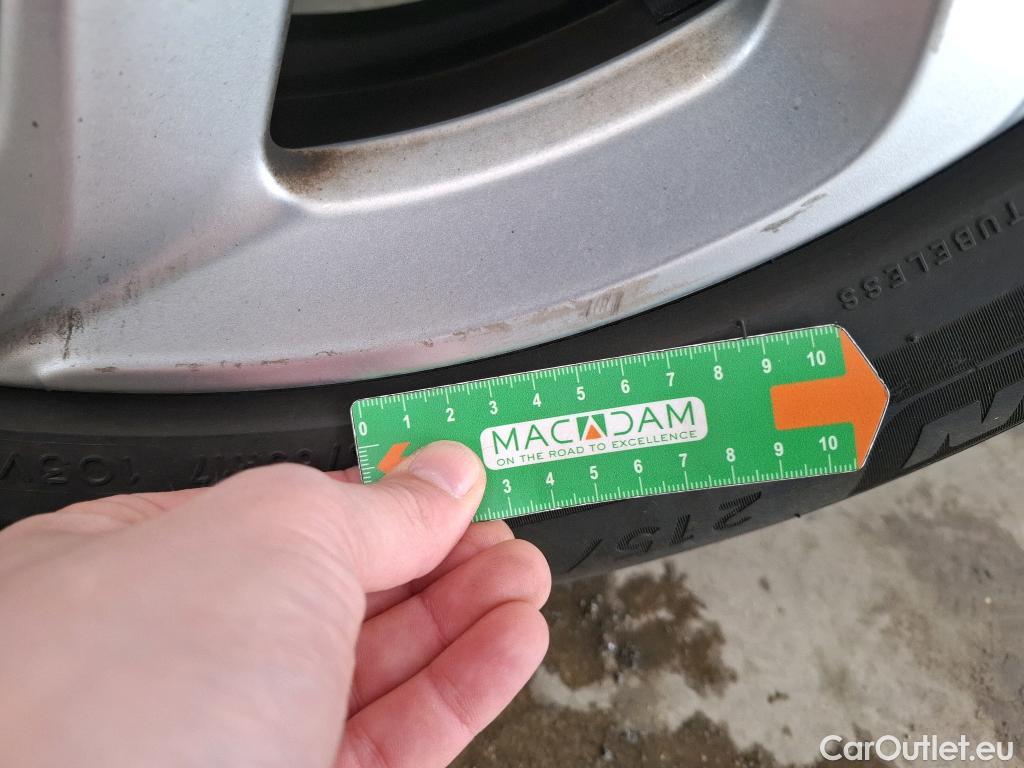 TUBELESS
0 1 2 3 4 5 6 7 8 9 10
MACADAM
ON THE ROAD TO EXCELLENCE
3 4 5 6 7 8 9 10
103V
215/
CarOutlet.eu